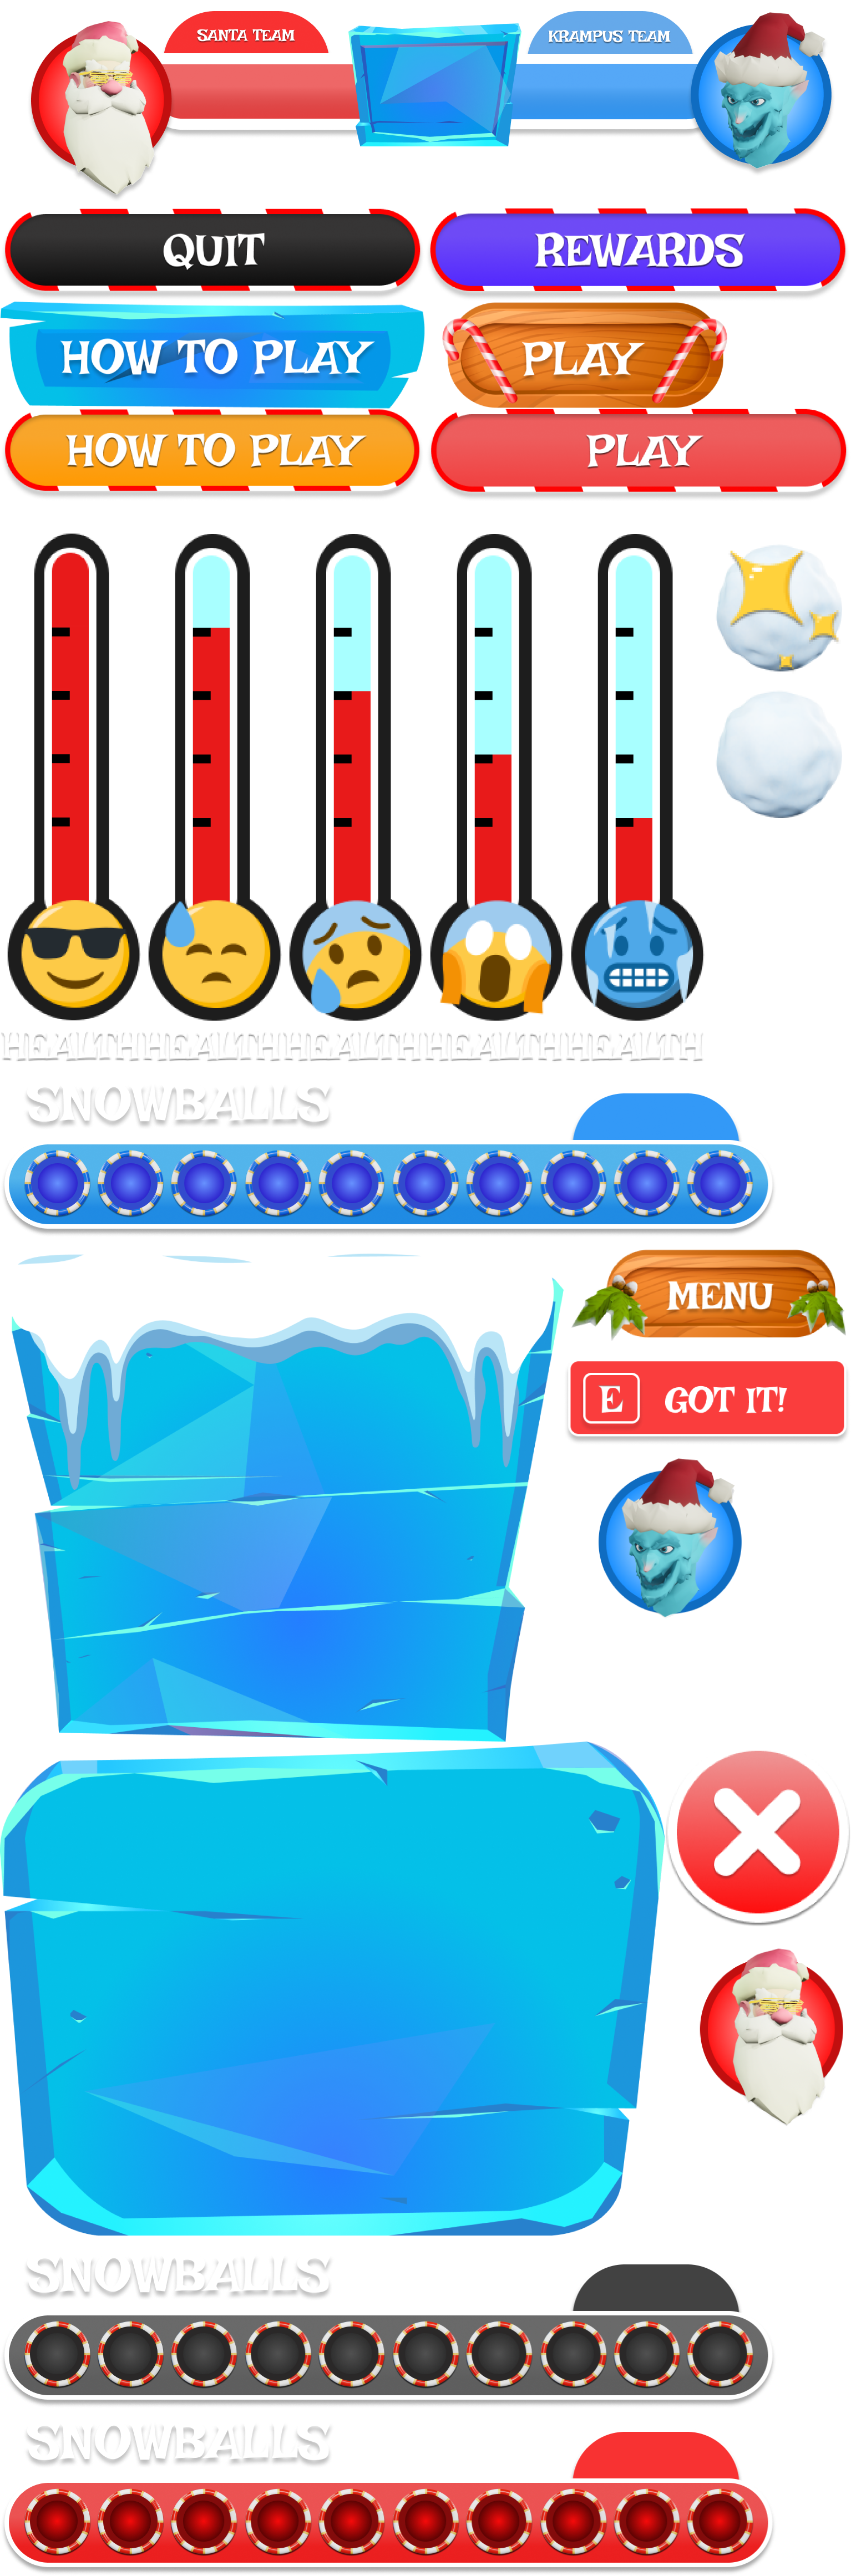 SANTA TEAM
KRAMPUS TEAM
QUIT
REWARDS
HOW TO PLAY
PLAY
HOW TO PLAY
PLAY
HEALTH HEALTH HEALTH HEALTH HEALTH
SNOWBALLS
MENU
E GOT IT!
SNOWBALLS
SNOWBALLS